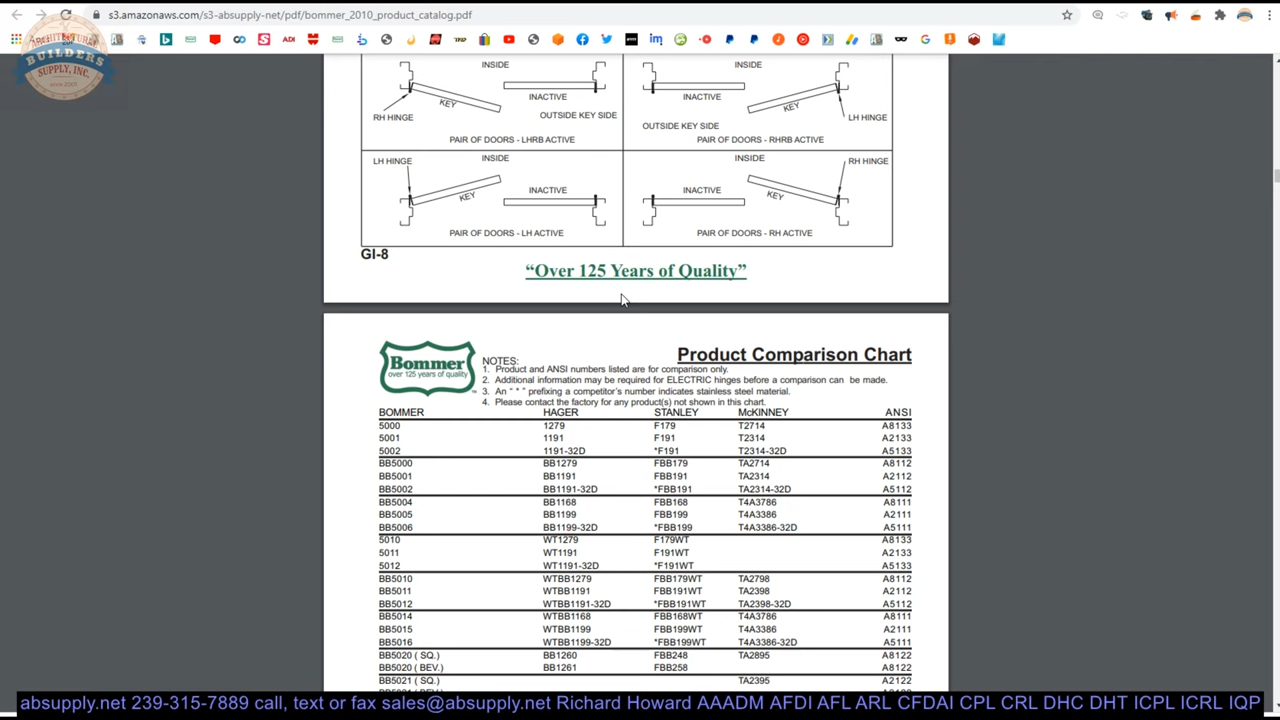 s3.amazonaws.com/s3-absupply-net/pdf/bommer_2010_product_catalog.pdf
ARCHITECTURAL
BUILDERS
SUPPLY, INC.
since 2005
INSIDE INSIDE
KEY INACTIVE INACTIVE KEY
RH HINGE OUTSIDE KEY SIDE OUTSIDE KEY SIDE LH HINGE
PAIR OF DOORS - LHRB ACTIVE PAIR OF DOORS - RHRB ACTIVE
LH HINGE INSIDE INSIDE RH HINGE
KEY INACTIVE INACTIVE KEY
PAIR OF DOORS - LH ACTIVE PAIR OF DOORS - RH ACTIVE
GI-8
“Over 125 Years of Quality”
Bommer
over 125 years of quality
Product Comparison Chart
NOTES:
1. Product and ANSI numbers listed are for comparison only.
2. Additional information may be required for ELECTRIC hinges before a comparison can be made.
3. An “ * ” prefixing a competitor's number indicates stainless steel material.
4. Please contact the factory for any product(s) not shown in this chart.
BOMMER HAGER STANLEY McKINNEY ANSI
5000 1279 F179 T2714 A8133
5001 1191 F191 T2314 A2133
5002 1191-32D *F191 T2314-32D A5133
BB5000 BB1279 FBB179 TA2714 A8112
BB5001 BB1191 FBB191 TA2314 A2112
BB5002 BB1191-32D *FBB191 TA2314-32D A5112
BB5004 BB1168 FBB168 T4A3786 A8111
BB5005 BB1199 FBB199 T4A3386 A2111
BB5006 BB1199-32D *FBB199 T4A3386-32D A5111
5010 WT1279 F179WT A8133
5011 WT1191 F191WT A2133
5012 WT1191-32D *F191WT A5133
BB5010 WTBB1279 FBB179WT TA2798 A8112
BB5011 WTBB1191 FBB191WT TA2398 A2112
BB5012 WTBB1191-32D *FBB191WT TA2398-32D A5112
BB5014 WTBB1168 FBB168WT T4A3786 A8111
BB5015 WTBB1199 FBB199WT T4A3386 A2111
BB5016 WTBB1199-32D *FBB199WT T4A3386-32D A5111
BB5020 ( SQ.) BB1260 FBB248 TA2895 A8122
BB5020 ( BEV.) BB1261 FBB258 A8122
BB5021 ( SQ.) TA2395 A2122
absupply.net 239-315-7889 call, text or fax sales@absupply.net Richard Howard AAADM AFDI AFL ARL CFDAI CPL CRL DHC DHT ICPL ICRL IQP